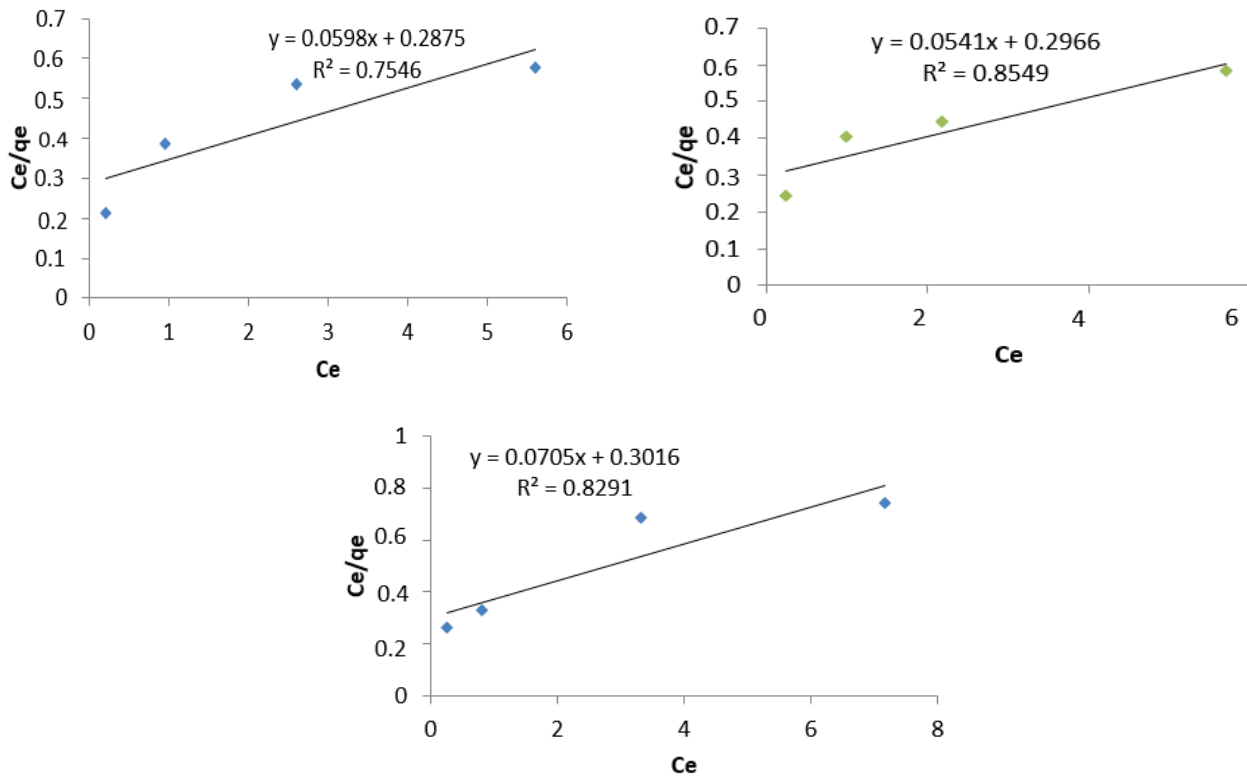 y = 0.0598x + 0.2875
R² = 0.7546
Ce/qe
0.7
0.6
0.5
0.4
0.3
0.2
0.1
0
0 1 2 3 4 5 6
Ce
y = 0.0541x + 0.2966
R² = 0.8549
Ce/qe
0.7
0.6
0.5
0.4
0.3
0.2
0.1
0
0 2 4 6
Ce
y = 0.0705x + 0.3016
R² = 0.8291
Ce/qe
1
0.8
0.6
0.4
0.2
0
0 2 4 6 8
Ce